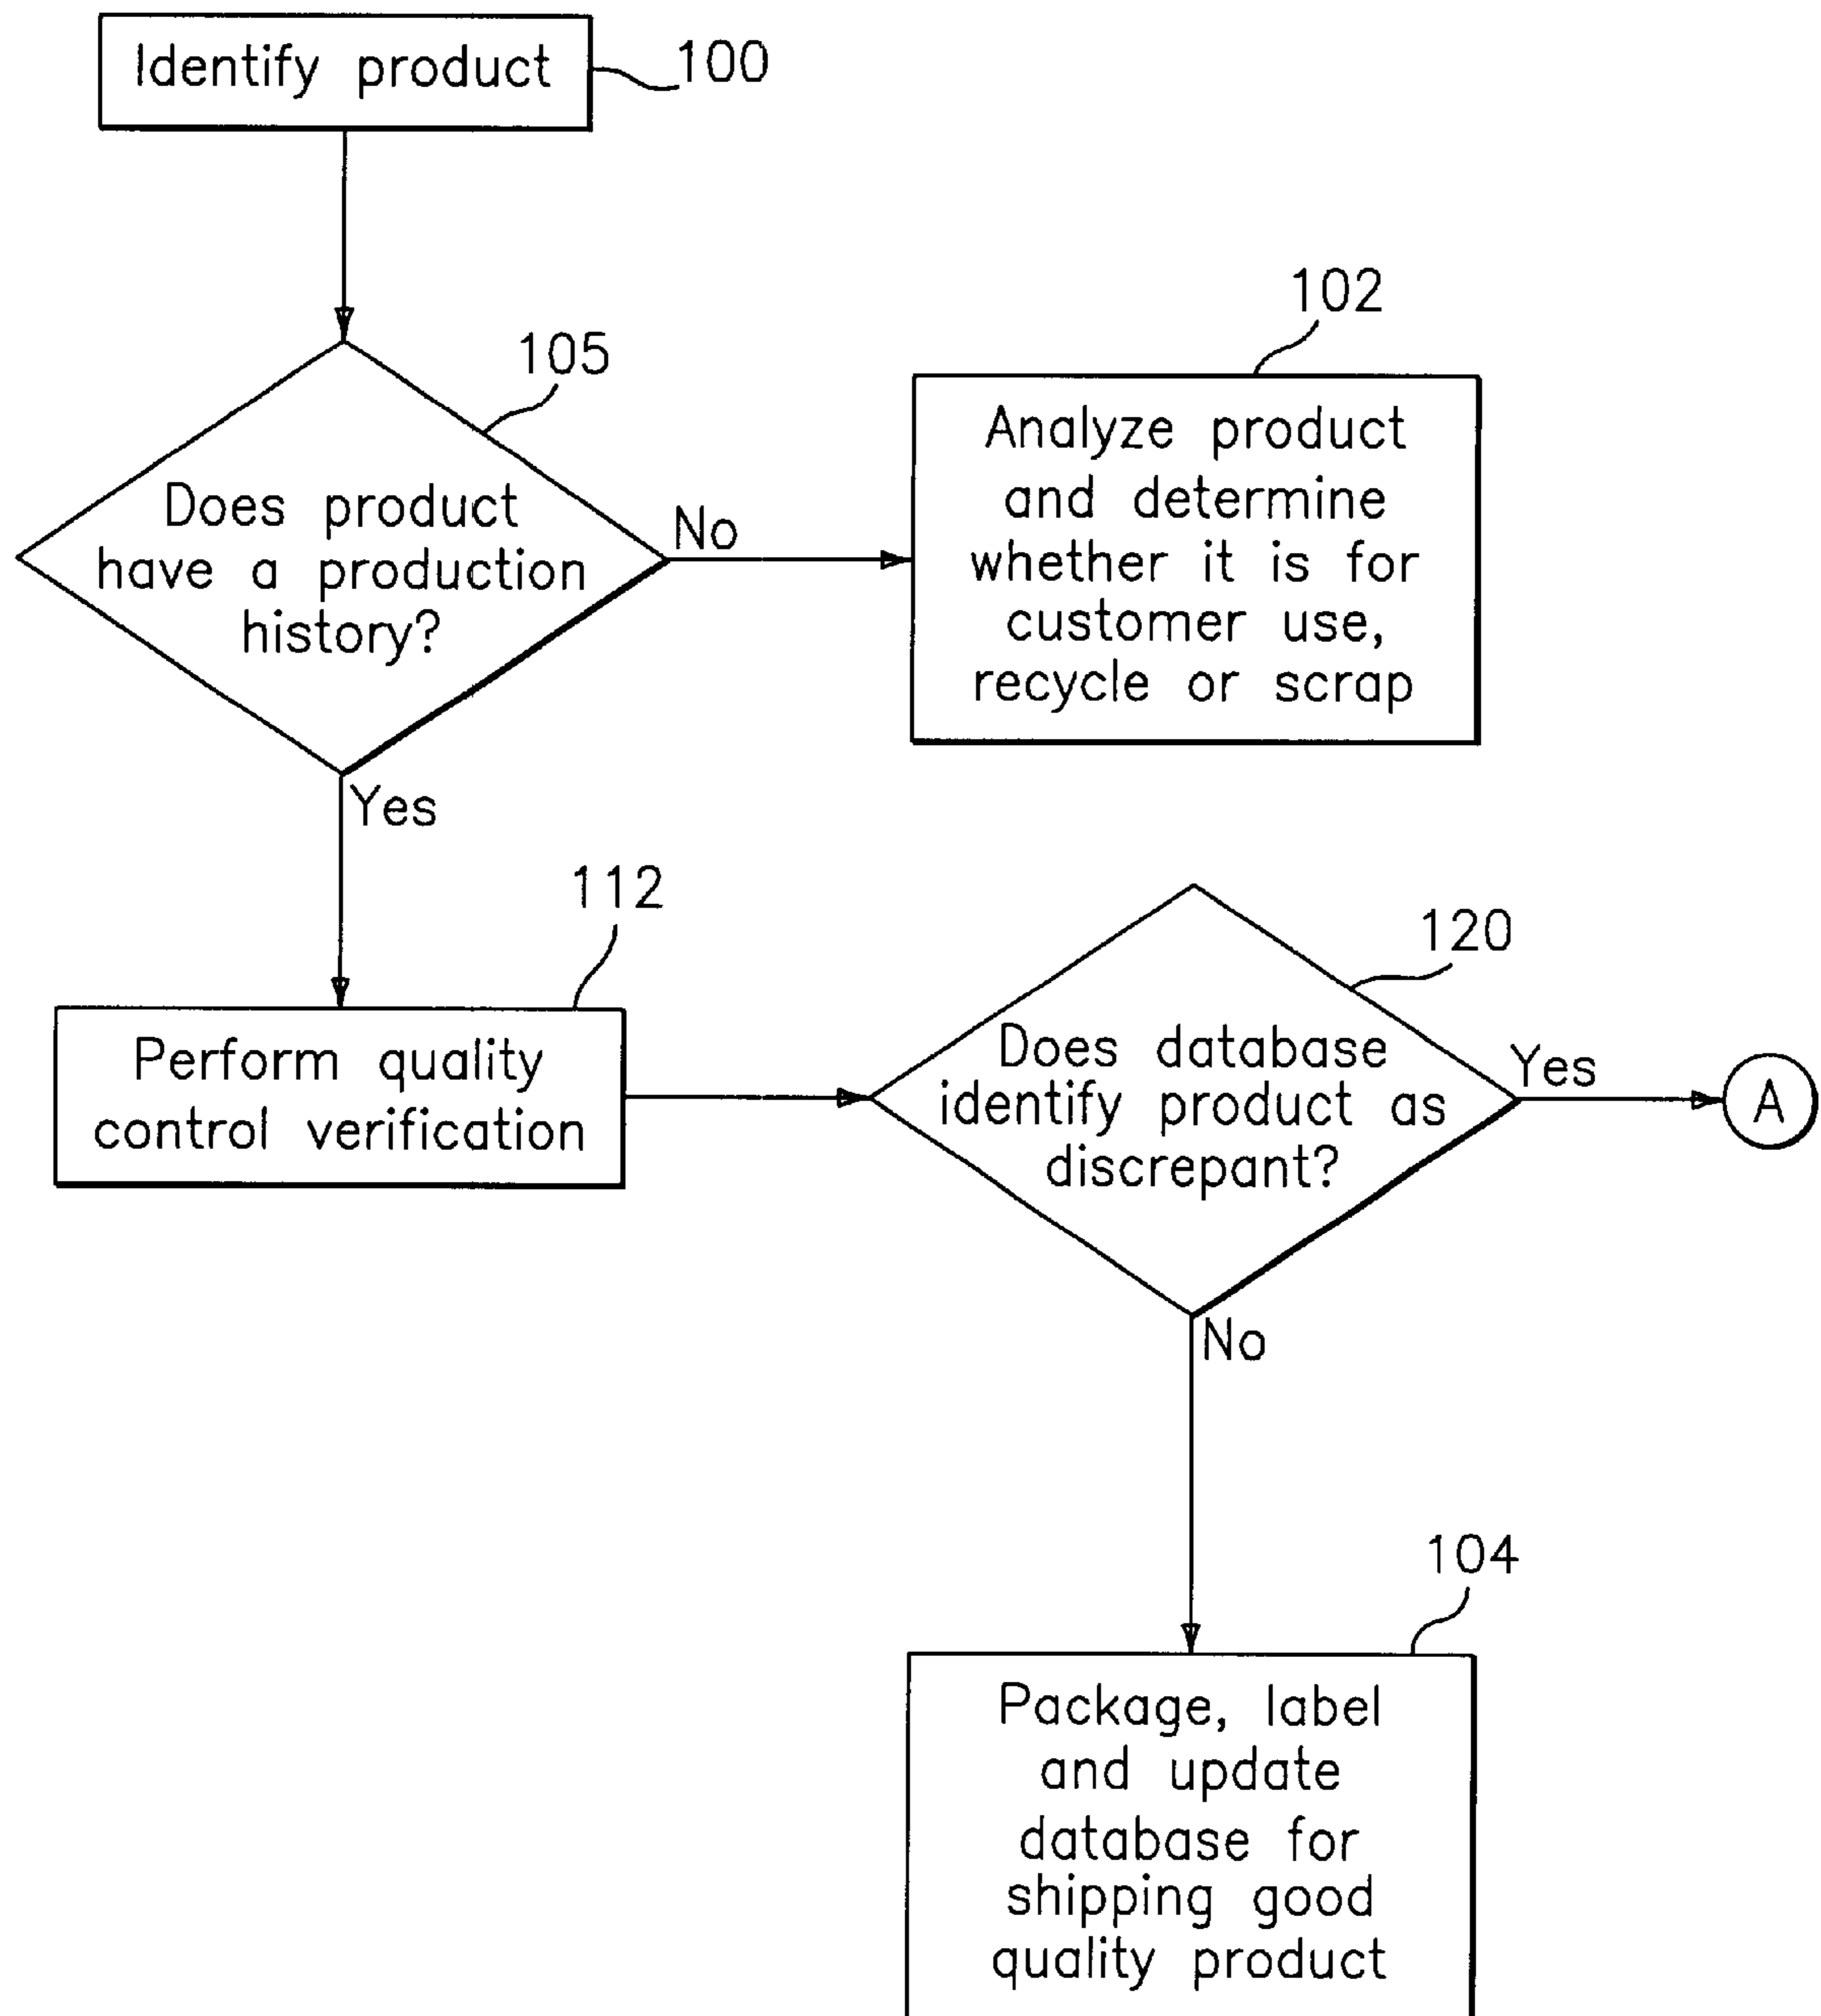 Identify product
100
105
Does product
have a production
history?
No
102
Analyze product
and determine
whether it is for
customer use,
recycle or scrap
Yes
112
Perform quality
control verification
120
Does database
identify product as
discrepant?
Yes
A
No
104
Package, label
and update
database for
shipping good
quality product